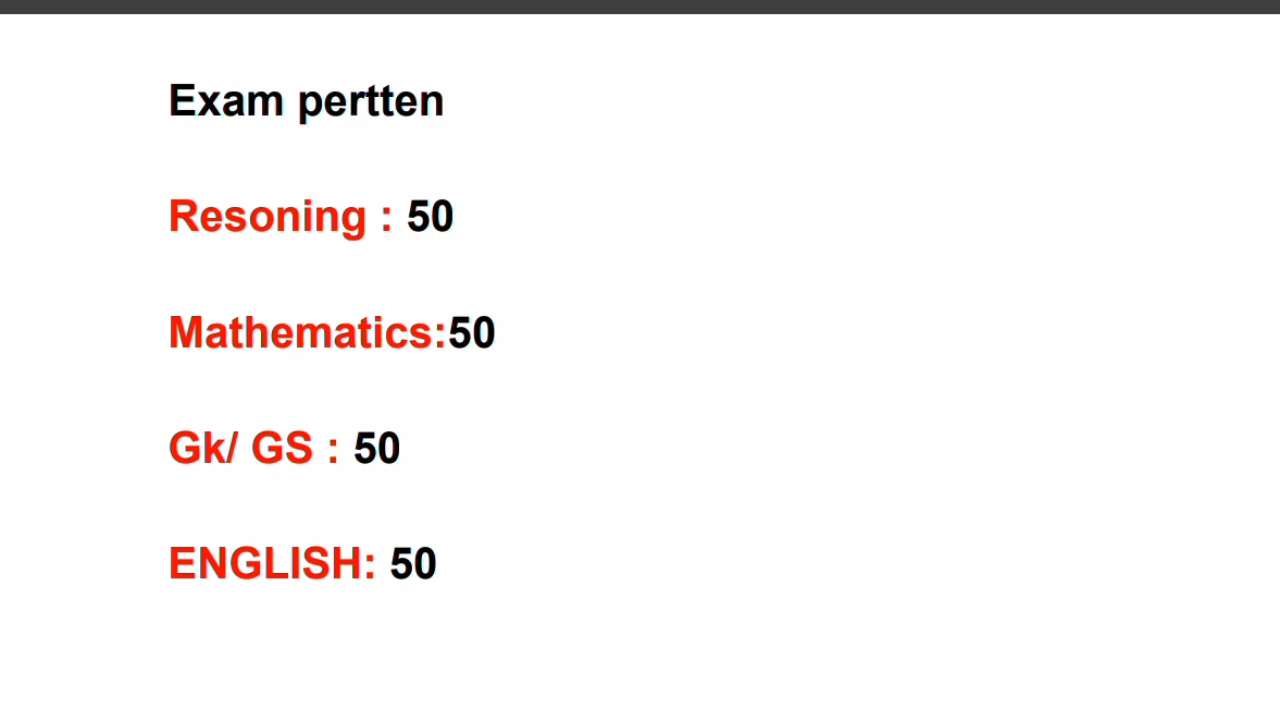 Exam pertten
Resoning : 50
Mathematics:50
Gk/ GS : 50
ENGLISH: 50